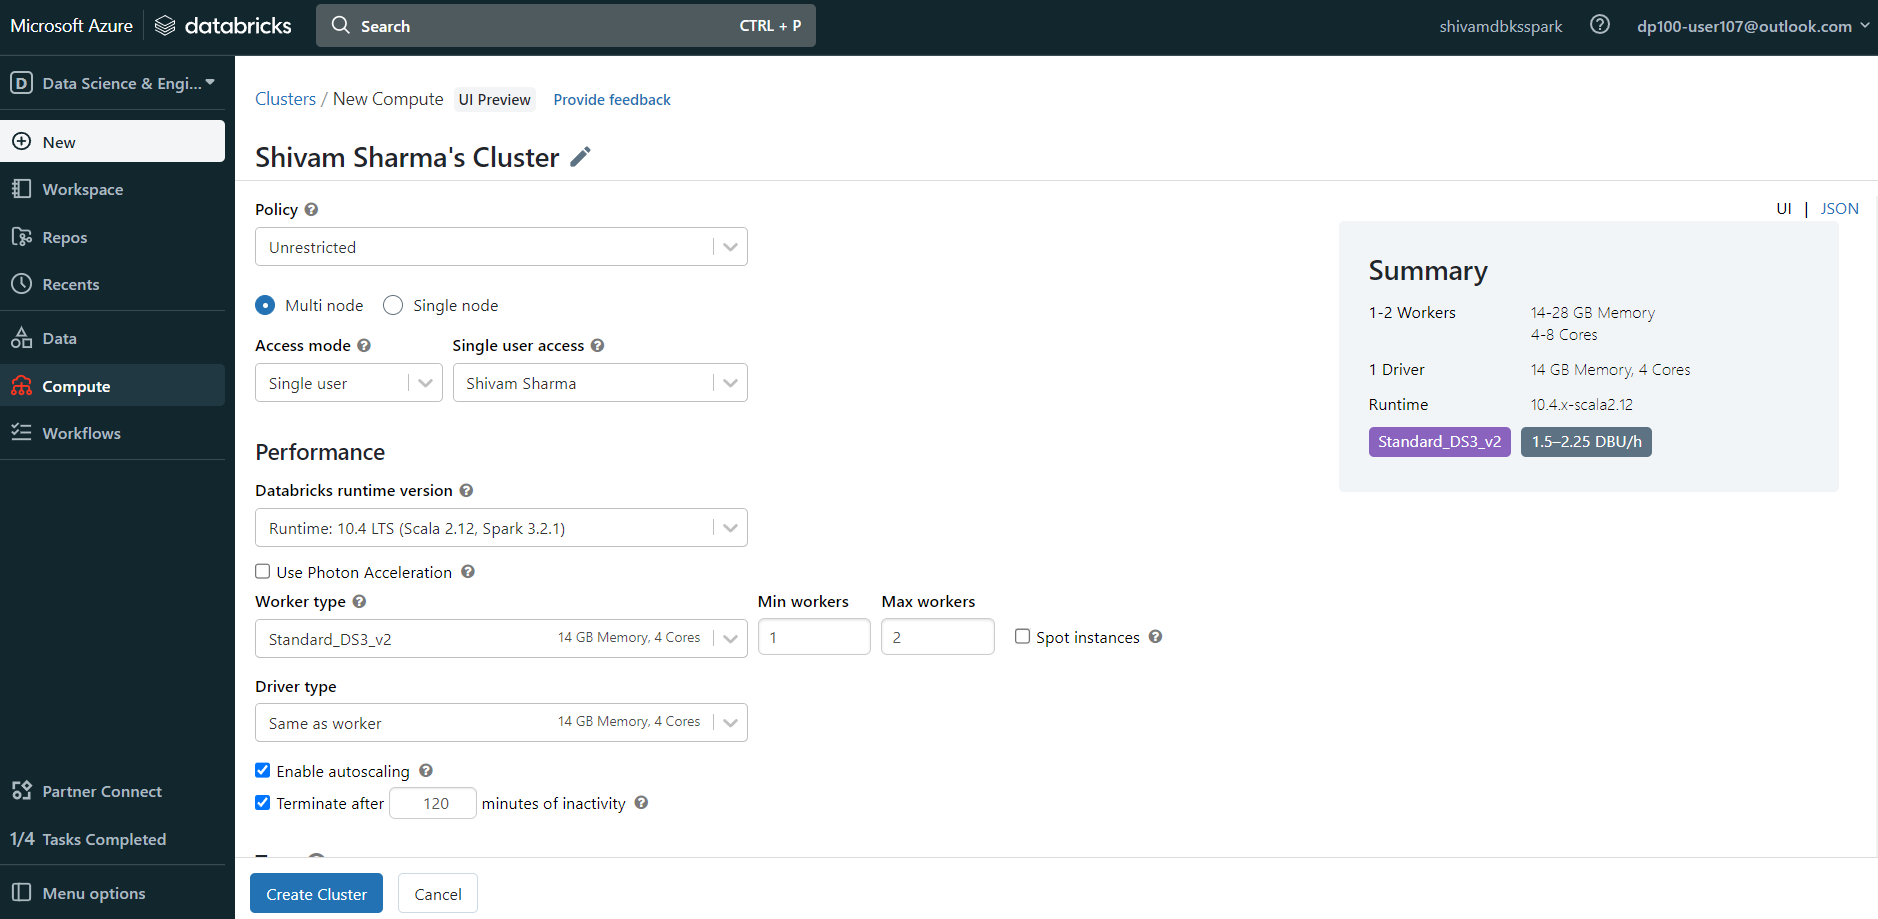 Microsoft Azure databricks Search CTRL + P shivamdbksspark dp100-user107@outlook.com
D Data Science & Engi...
New
Workspace
Repos
Recents
Data
Compute
Workflows
Partner Connect
1/4 Tasks Completed
Menu options
Clusters / New Compute UI Preview Provide feedback
Shivam Sharma's Cluster
UI | JSON
Policy ?
Unrestricted
Multi node Single node
Access mode ? Single user access ?
Single user Shivam Sharma
Performance
Databricks runtime version ?
Runtime: 10.4 LTS (Scala 2.12, Spark 3.2.1)
Use Photon Acceleration ?
Worker type ? Min workers Max workers
Standard_DS3_v2 14 GB Memory, 4 Cores 1 2 Spot instances ?
Driver type
Same as worker 14 GB Memory, 4 Cores
Enable autoscaling ?
Terminate after 120 minutes of inactivity ?
Create Cluster Cancel
Summary
1-2 Workers 14-28 GB Memory
4-8 Cores
1 Driver 14 GB Memory, 4 Cores
Runtime 10.4.x-scala2.12
Standard_DS3_v2 1.5–2.25 DBU/h